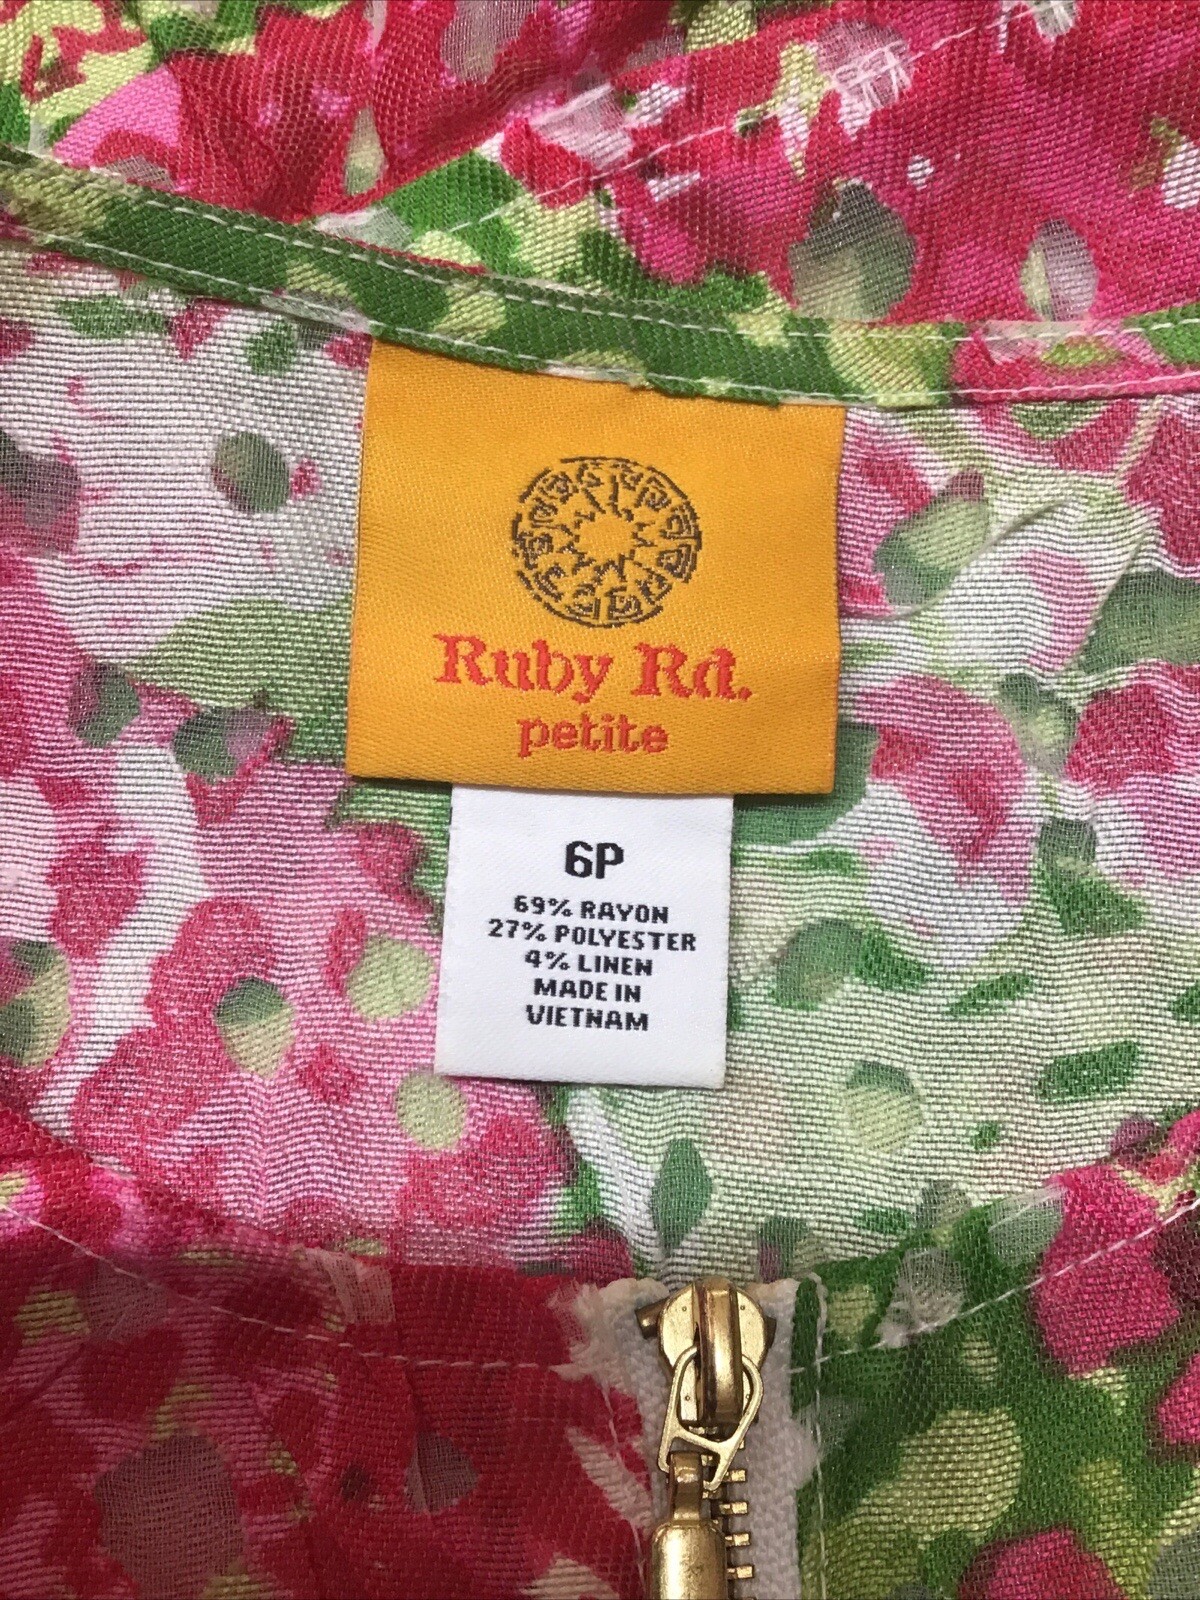 Ruby Rd.
petite
6P
69% RAYON
27% POLYESTER
4% LINEN
MADE IN
VIETNAM